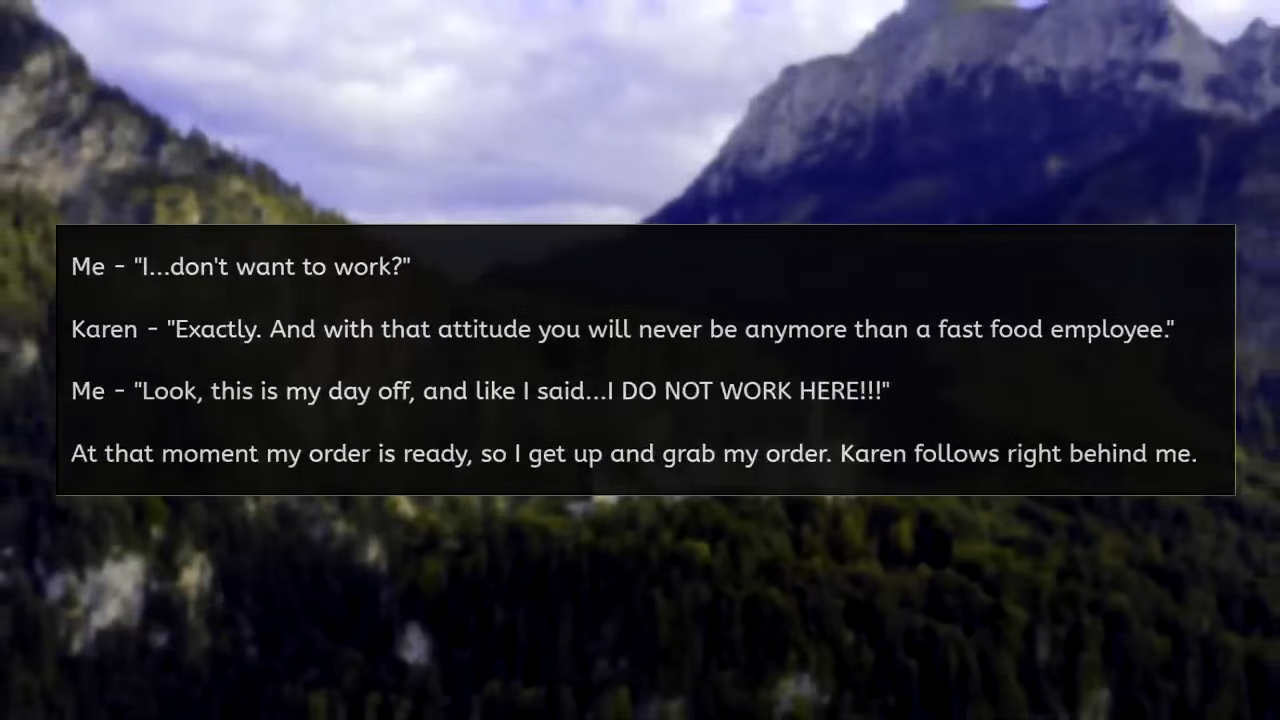 Me - "I...don't want to work?"
Karen - "Exactly. And with that attitude you will never be anymore than a fast food employee."
Me - "Look, this is my day off, and like I said...I DO NOT WORK HERE!!!"
At that moment my order is ready, so I get up and grab my order. Karen follows right behind me.